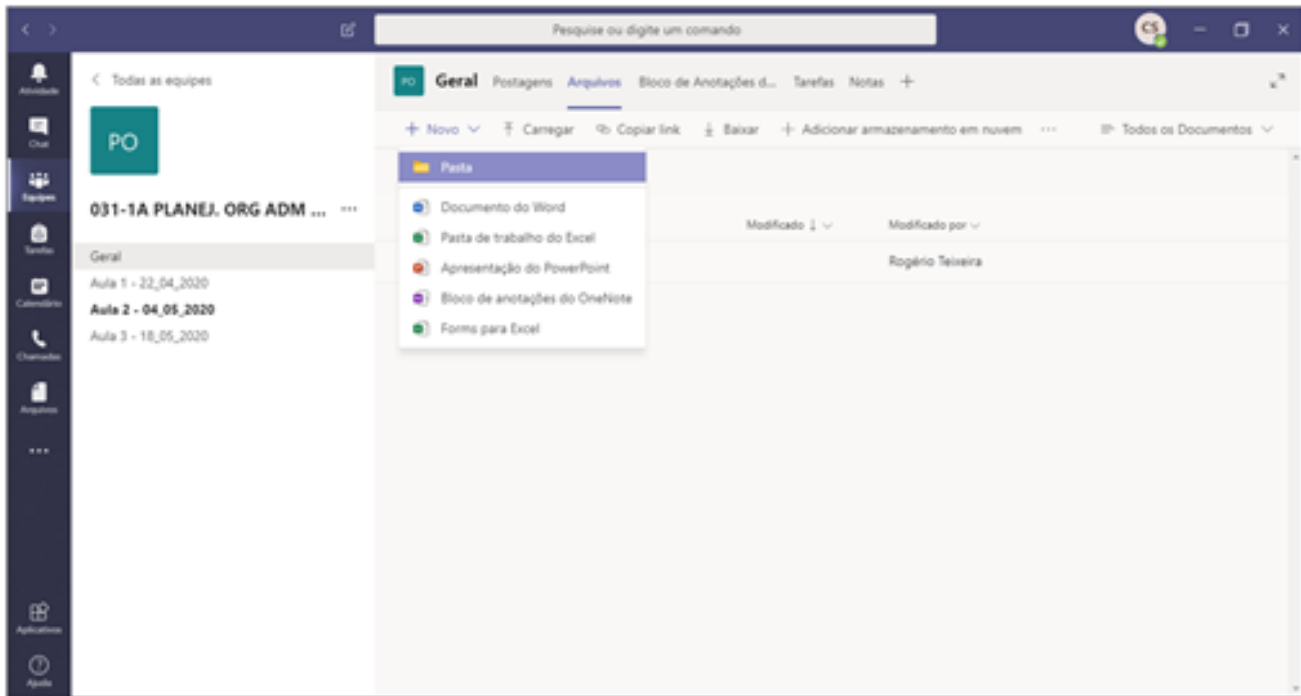 Pesquise ou digite um comando
CS
Atividade
Chat
Equipes
Tarefas
Calendário
Chamadas
Arquivos
Aplicativos
Ajuda
Todas as equipes
PO
031-1A PLANEJ. ORG ADM ...
Geral
Aula 1 - 22_04_2020
Aula 2 - 04_05_2020
Aula 3 - 18_05_2020
PO Geral Postagens Arquivos Bloco de Anotações d... Tarefas Notas +
+ Novo Carregar Copiar link Baixar + Adicionar armazenamento em nuvem ... Todos os Documentos
Pasta
Documento do Word
Pasta de trabalho do Excel
Apresentação do PowerPoint
Bloco de anotações do OneNote
Forms para Excel
Modificado ↓ Modificado por
Rogério Teixeira